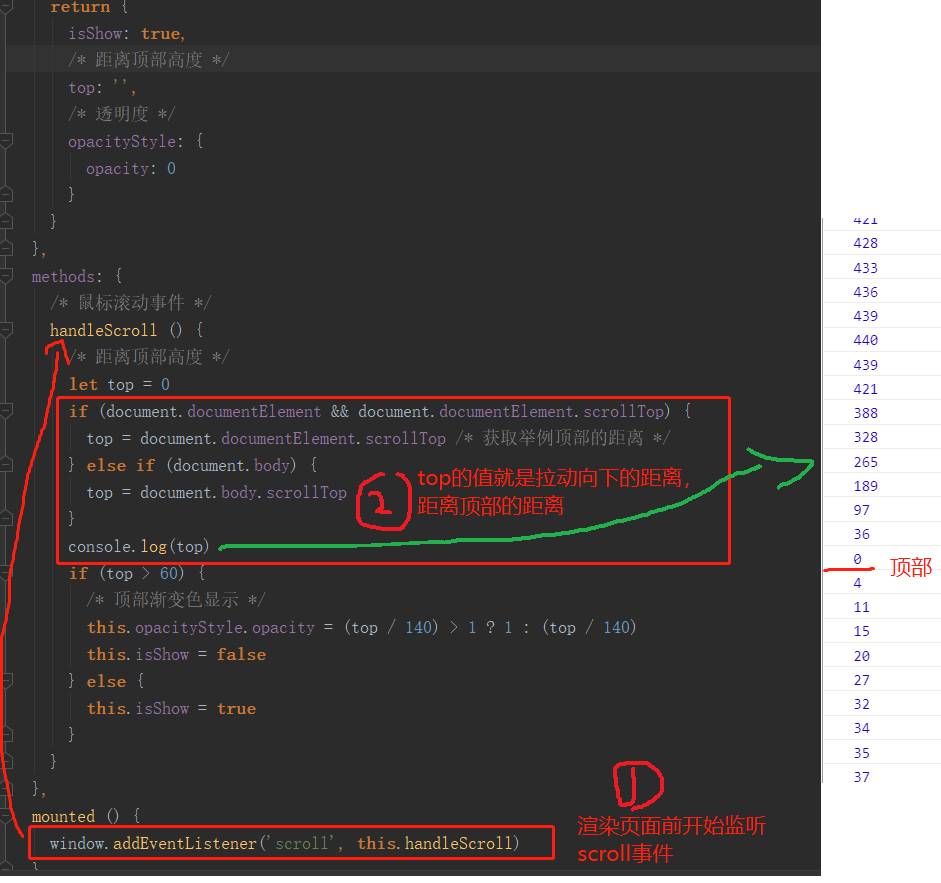 return {
isShow: true,
/* 距离顶部高度 */
top: '',
/* 透明度 */
opacityStyle: {
opacity: 0
}
}
},
methods: {
/* 鼠标滚动事件 */
handleScroll () {
/* 距离顶部高度 */
let top = 0
if (document.documentElement && document.documentElement.scrollTop) {
top = document.documentElement.scrollTop /* 获取举例顶部的距离 */
} else if (document.body) {
top = document.body.scrollTop
}
console.log(top)
if (top > 60) {
/* 顶部渐变色显示 */
this.opacityStyle.opacity = (top / 140) > 1 ? 1 : (top / 140)
this.isShow = false
} else {
this.isShow = true
}
}
},
mounted () {
window.addEventListener('scroll', this.handleScroll)
}
2
top的值就是拉动向下的距离,
距离顶部的距离
1
渲染页面前开始监听
scroll事件
421
428
433
436
439
440
439
421
388
328
265
189
97
36
0
顶部
4
11
15
20
27
32
34
35
37